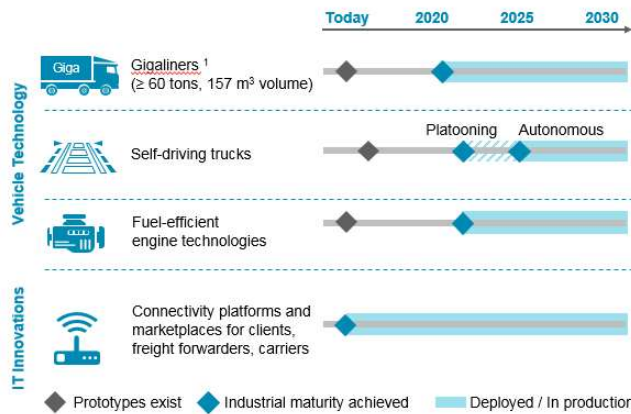 Today 2020 2025 2030
Vehicle Technology
Giga
Gigaliners 1
(≥ 60 tons, 157 m³ volume)
Platooning Autonomous
Self-driving trucks
Fuel-efficient
engine technologies
IT Innovations
Connectivity platforms and
marketplaces for clients,
freight forwarders, carriers
Prototypes exist Industrial maturity achieved Deployed / In production